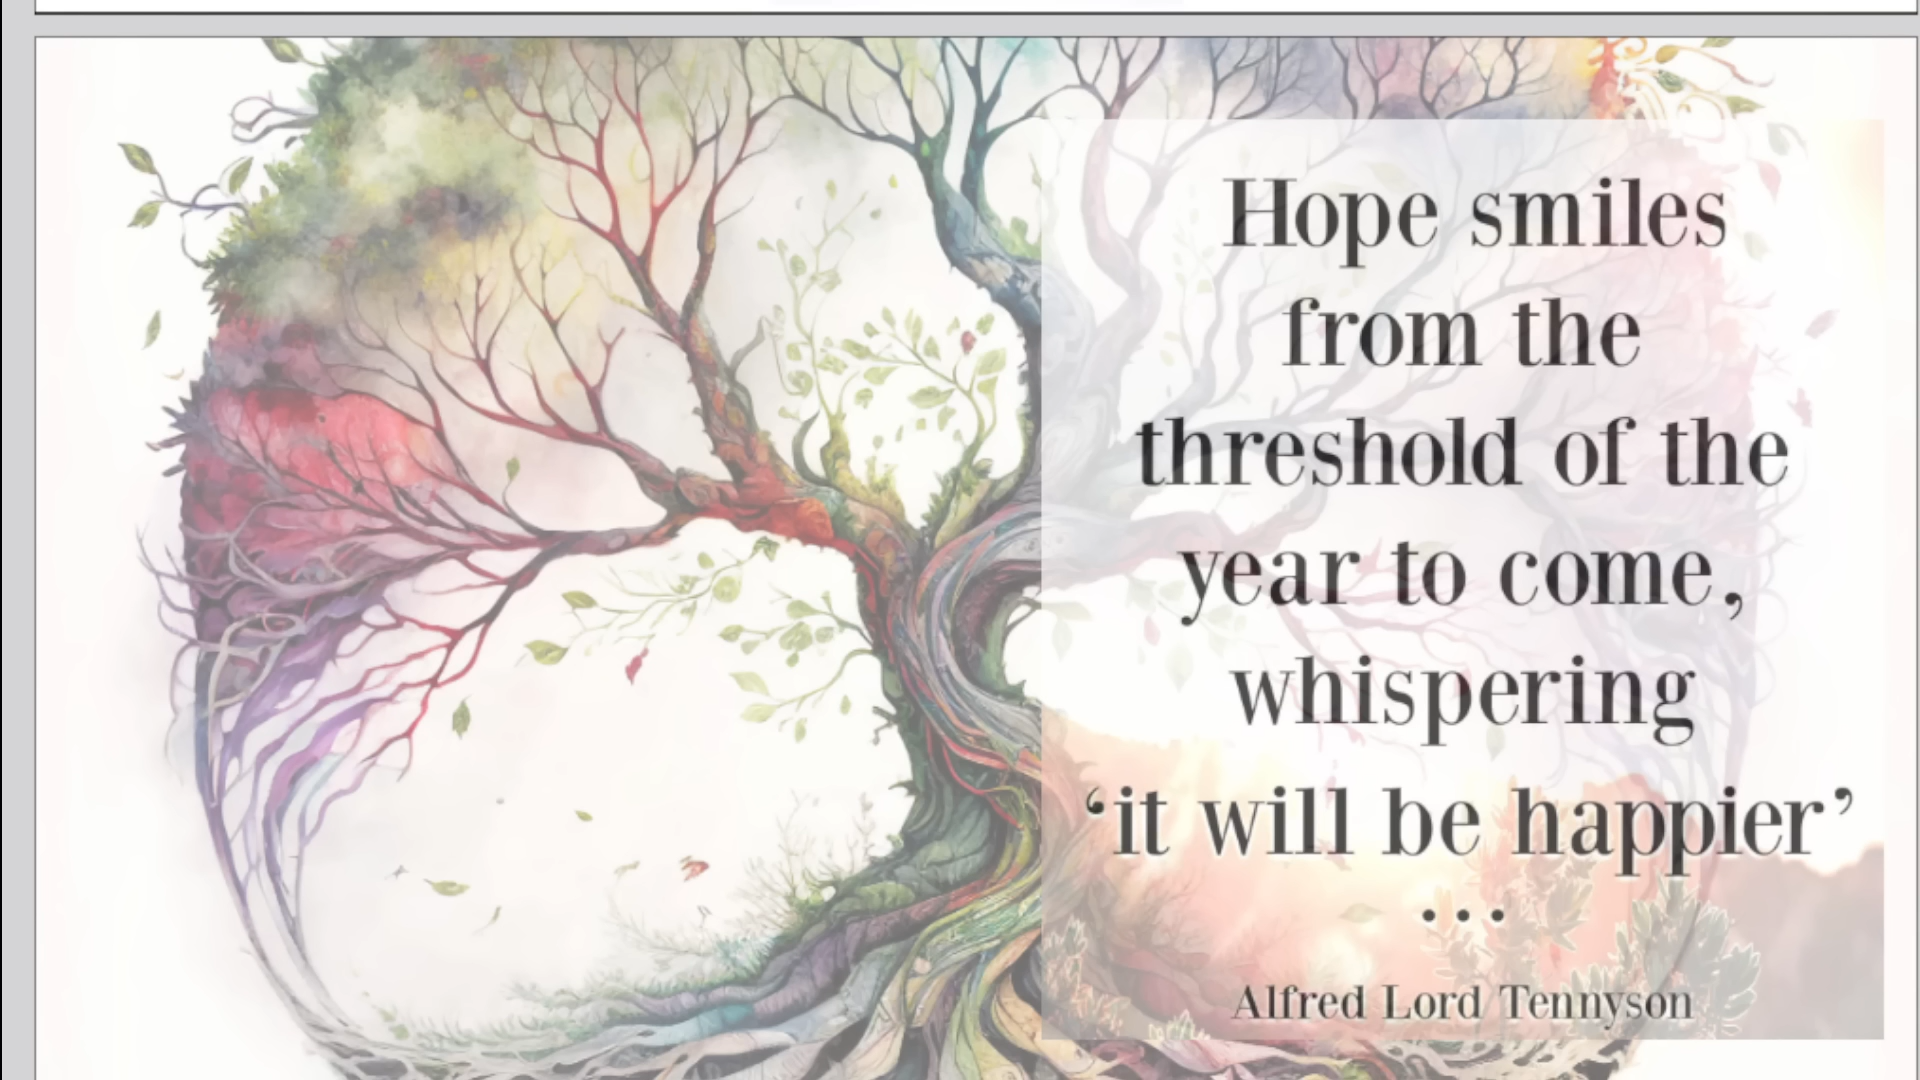 Hope smiles
from the
threshold of the
year to come,
whispering
‘it will be happier’
...
Alfred Lord Tennyson